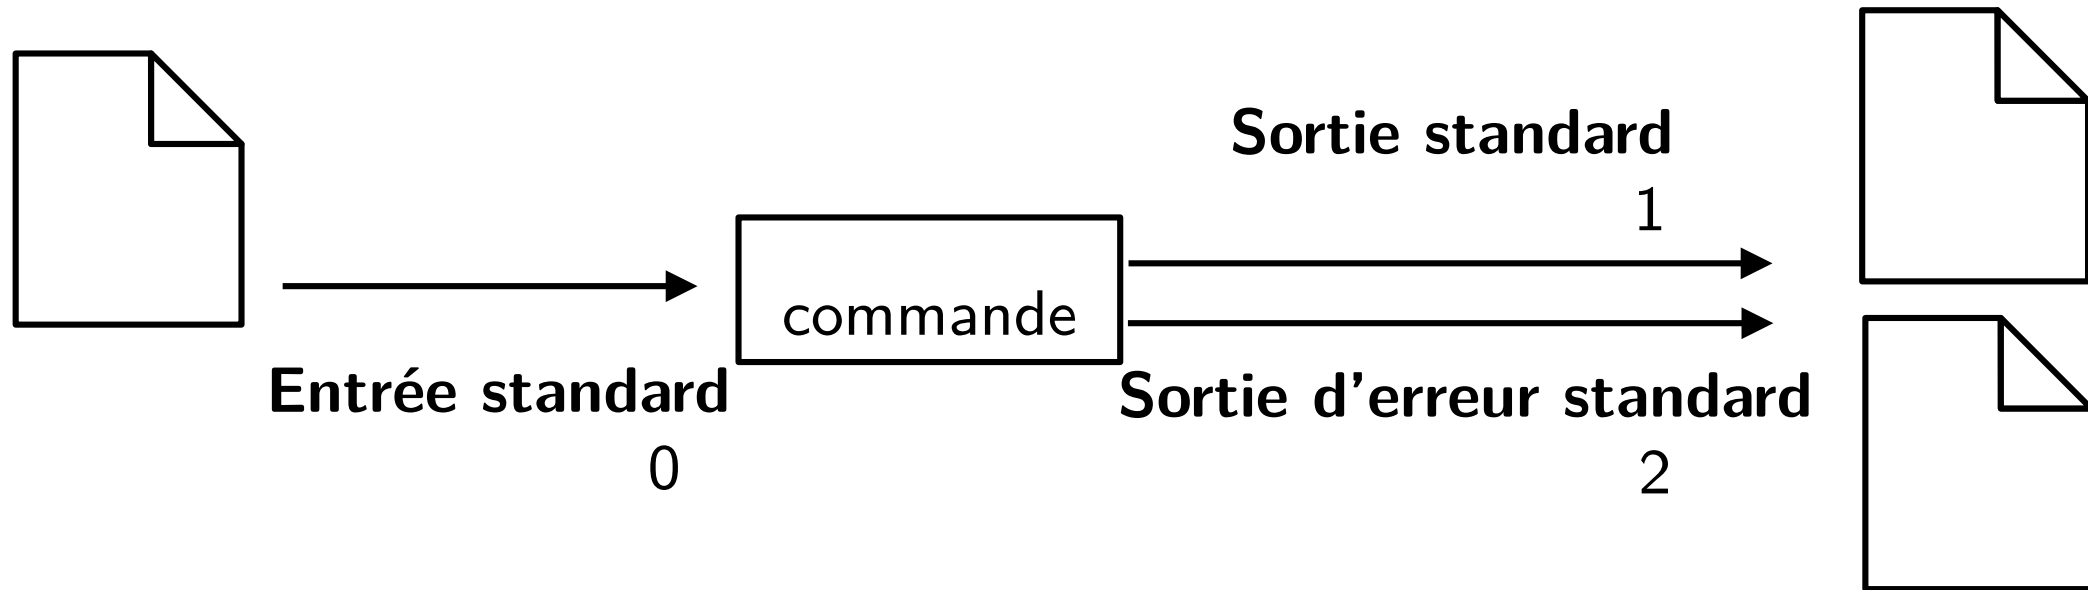 Sortie standard
1
commande
Entrée standard
0
Sortie d'erreur standard
2